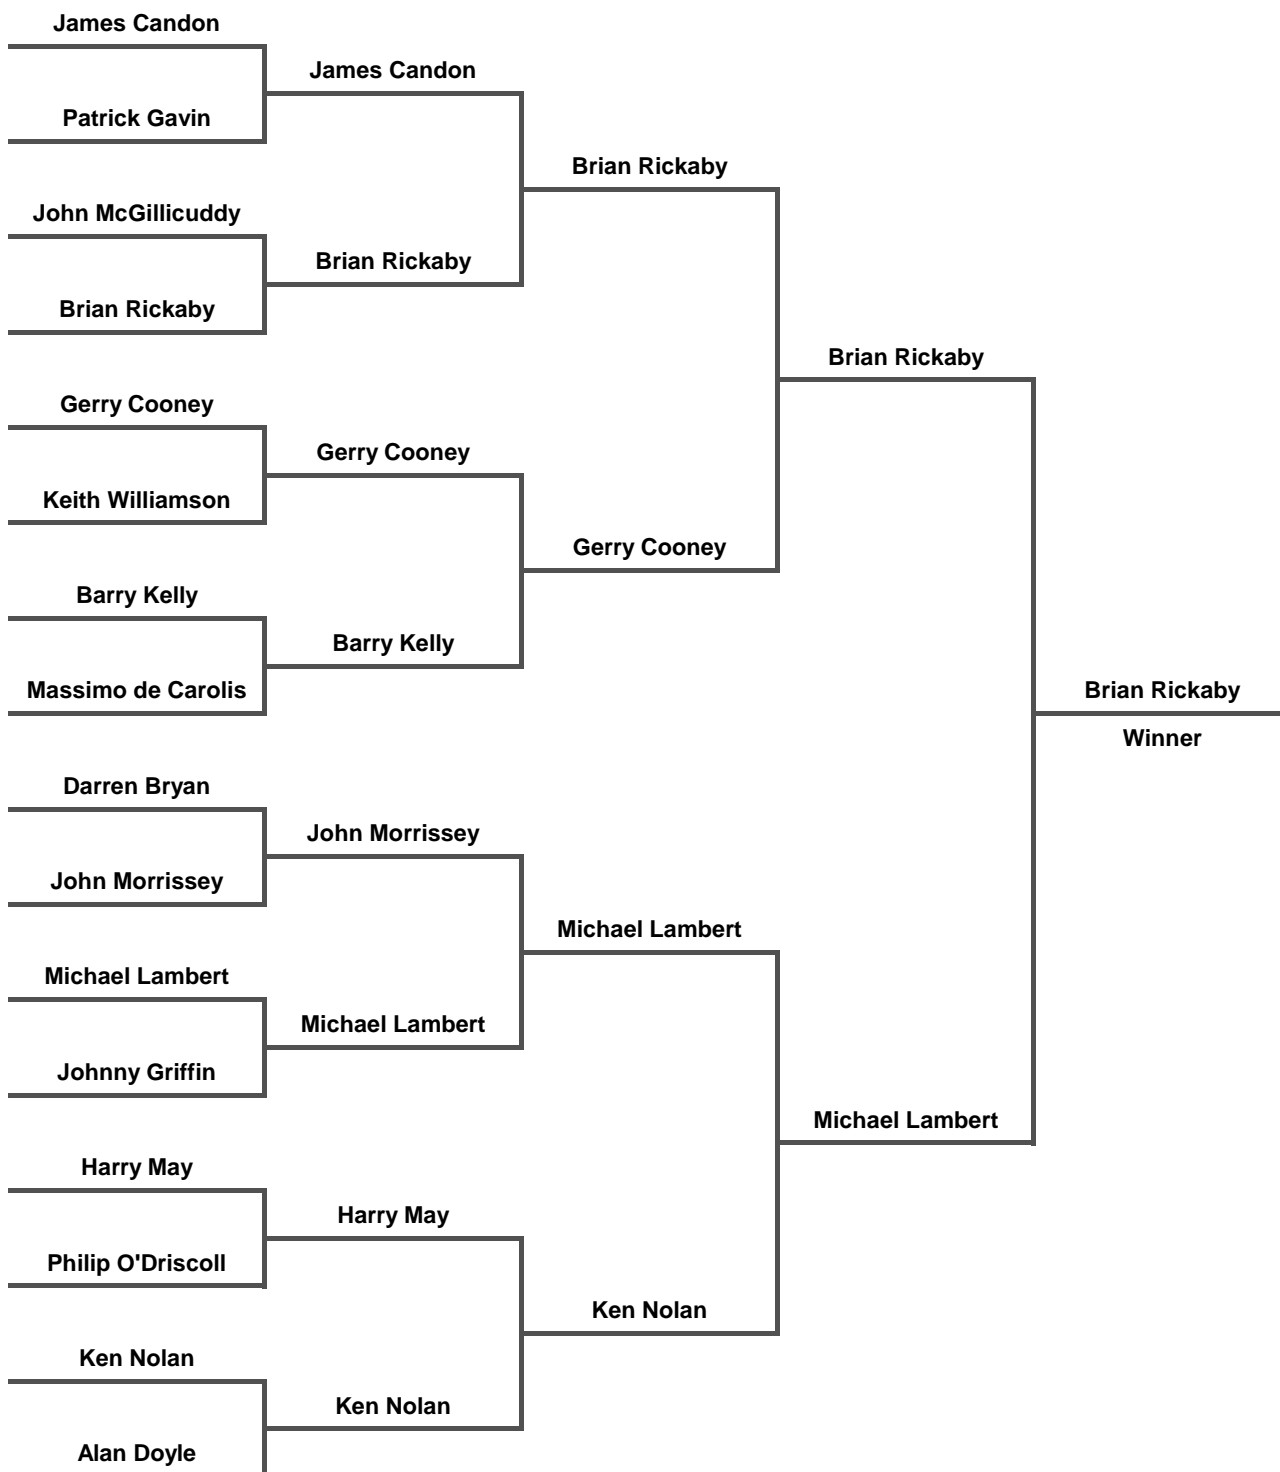 James Candon
Patrick Gavin
John McGillicuddy
Brian Rickaby
Gerry Cooney
Keith Williamson
Barry Kelly
Massimo de Carolis
Darren Bryan
John Morrissey
Michael Lambert
Johnny Griffin
Harry May
Philip O'Driscoll
Ken Nolan
Alan Doyle
James Candon
Brian Rickaby
Gerry Cooney
Barry Kelly
John Morrissey
Michael Lambert
Harry May
Ken Nolan
Brian Rickaby
Gerry Cooney
Michael Lambert
Ken Nolan
Brian Rickaby
Michael Lambert
Brian Rickaby
Winner